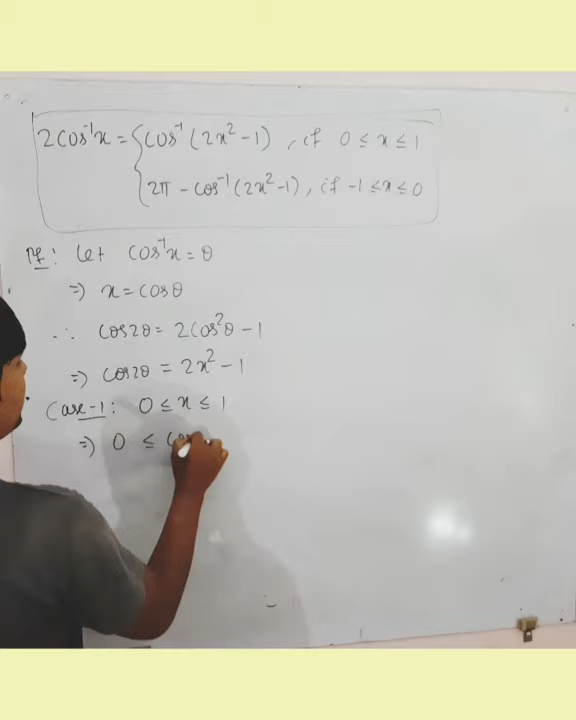 2cos⁻¹x = { cos⁻¹(2x² - 1) , if 0 ≤ x ≤ 1
2π - cos⁻¹(2x² - 1) , if -1 ≤ x ≤ 0
Pf : Let cos⁻¹x = θ
⇒) x = cosθ
∴ cos2θ = 2cos²θ - 1
⇒) cos2θ = 2x² - 1
Case-1 : 0 ≤ x ≤ 1
⇒) 0 ≤